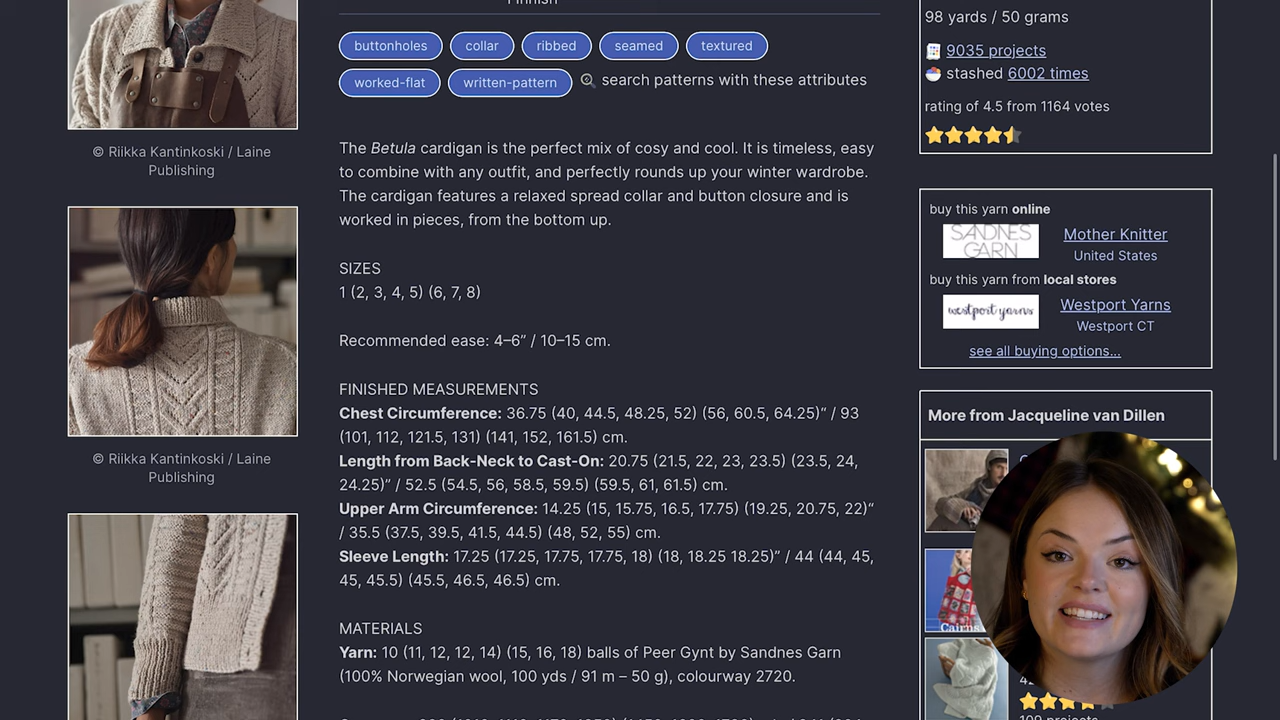 © Riikka Kantinkoski / Laine
Publishing
© Riikka Kantinkoski / Laine
Publishing
Finnish
buttonholes collar ribbed seamed textured
worked-flat written-pattern search patterns with these attributes
The Betula cardigan is the perfect mix of cosy and cool. It is timeless, easy
to combine with any outfit, and perfectly rounds up your winter wardrobe.
The cardigan features a relaxed spread collar and button closure and is
worked in pieces, from the bottom up.
SIZES
1 (2, 3, 4, 5) (6, 7, 8)
Recommended ease: 4–6” / 10–15 cm.
FINISHED MEASUREMENTS
Chest Circumference: 36.75 (40, 44.5, 48.25, 52) (56, 60.5, 64.25)” / 93
(101, 112, 121.5, 131) (141, 152, 161.5) cm.
Length from Back-Neck to Cast-On: 20.75 (21.5, 22, 23, 23.5) (23.5, 24,
24.25)” / 52.5 (54.5, 56, 58.5, 59.5) (59.5, 61, 61.5) cm.
Upper Arm Circumference: 14.25 (15, 15.75, 16.5, 17.75) (19.25, 20.75, 22)“
/ 35.5 (37.5, 39.5, 41.5, 44.5) (48, 52, 55) cm.
Sleeve Length: 17.25 (17.25, 17.75, 17.75, 18) (18, 18.25 18.25)” / 44 (44, 45,
45, 45.5) (45.5, 46.5, 46.5) cm.
MATERIALS
Yarn: 10 (11, 12, 12, 14) (15, 16, 18) balls of Peer Gynt by Sandnes Garn
(100% Norwegian wool, 100 yds / 91 m – 50 g), colourway 2720.
98 yards / 50 grams
9035 projects
stashed 6002 times
rating of 4.5 from 1164 votes
buy this yarn online
SANDNES
GARN
Mother Knitter
United States
buy this yarn from local stores
westport yarns
Westport Yarns
Westport CT
see all buying options...
More from Jacqueline van Dillen
Cairns